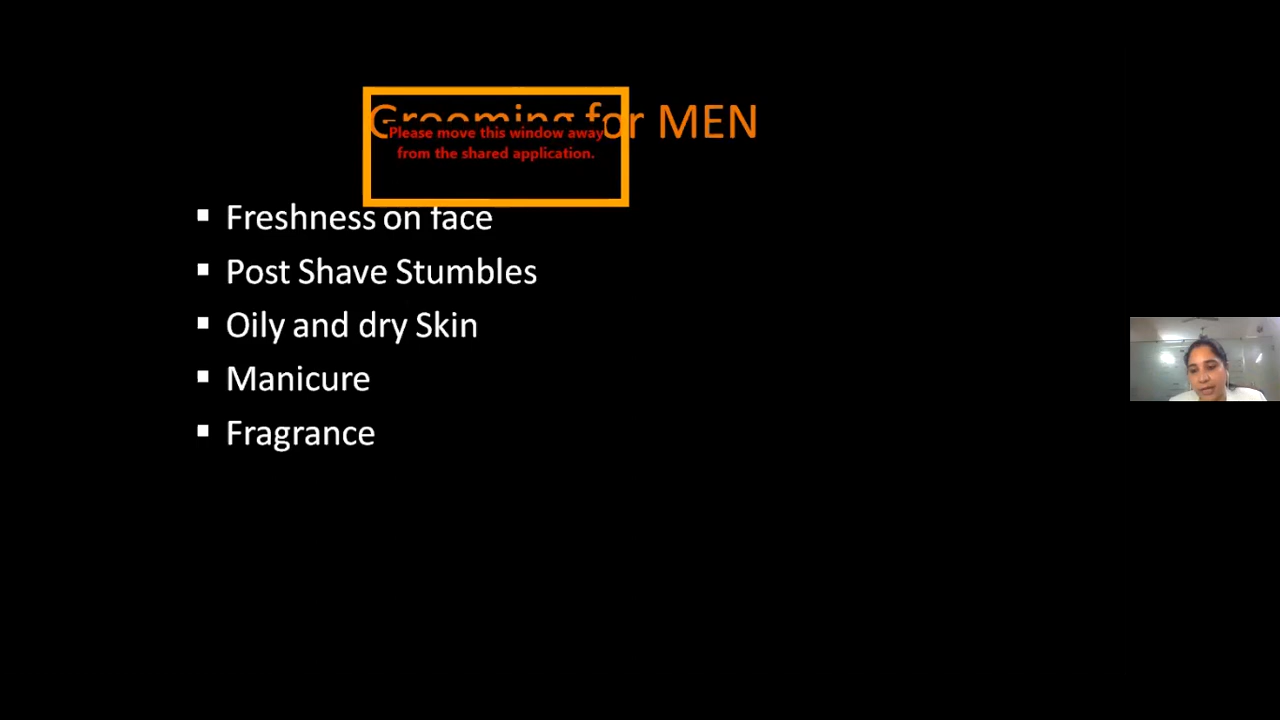 Grooming for MEN
Please move this window away
from the shared application.
Freshness on face
Post Shave Stumbles
Oily and dry Skin
Manicure
Fragrance